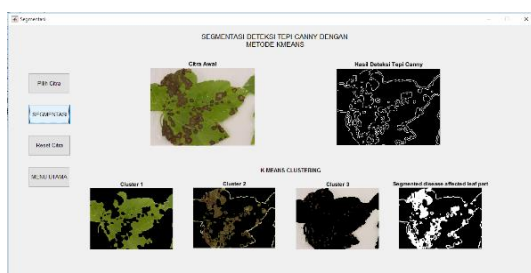 Segmentasi
SEGMENTASI DETEKSI TEPI CANNY DENGAN
METODE KMEANS
Citra Awal
Hasil Deteksi Tepi Canny
Pilih Citra
SEGMENTASI
Reset Citra
MENU UTAMA
K MEANS CLUSTERING
Cluster 1
Cluster 2
Cluster 3
Segmented disease affected leaf part